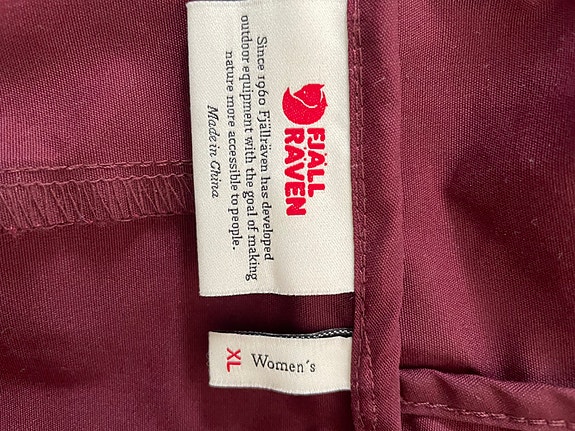 FJÄLL
RÄVEN
Since 1960 Fjällräven has developed
outdoor equipment with the goal of making
nature more accessible to people.
Made in China
Women´s
XL